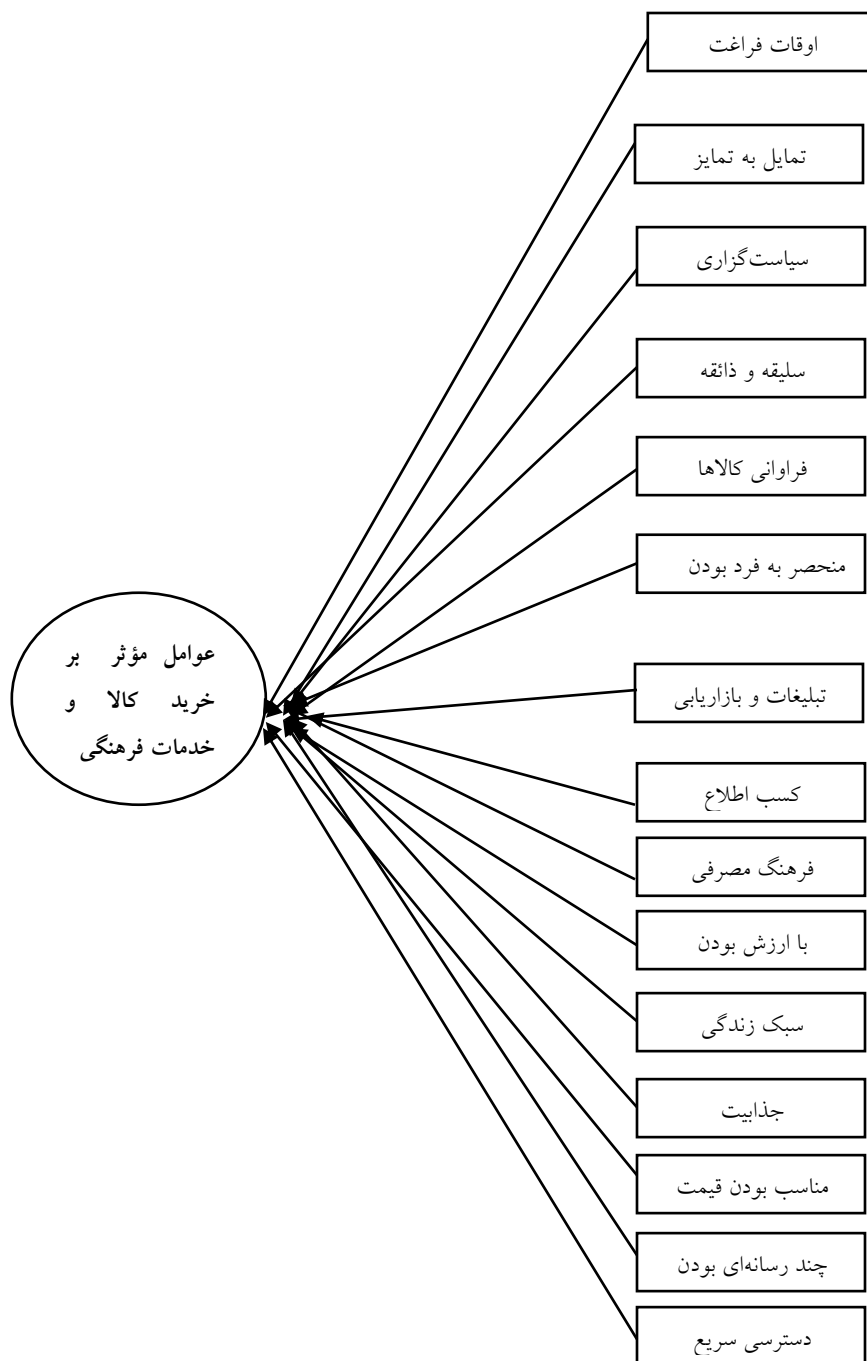 اوقات فراغت
تمایل به تمایز
سیاست‌گزاری
سلیقه و ذائقه
فراوانی کالاها
منحصر به فرد بودن
عوامل مؤثر بر
خرید کالا و
خدمات فرهنگی
تبلیغات و بازاریابی
کسب اطلاع
فرهنگ مصرفی
با ارزش بودن
سبک زندگی
جذابیت
مناسب بودن قیمت
چند رسانه‌ای بودن
دسترسی سریع